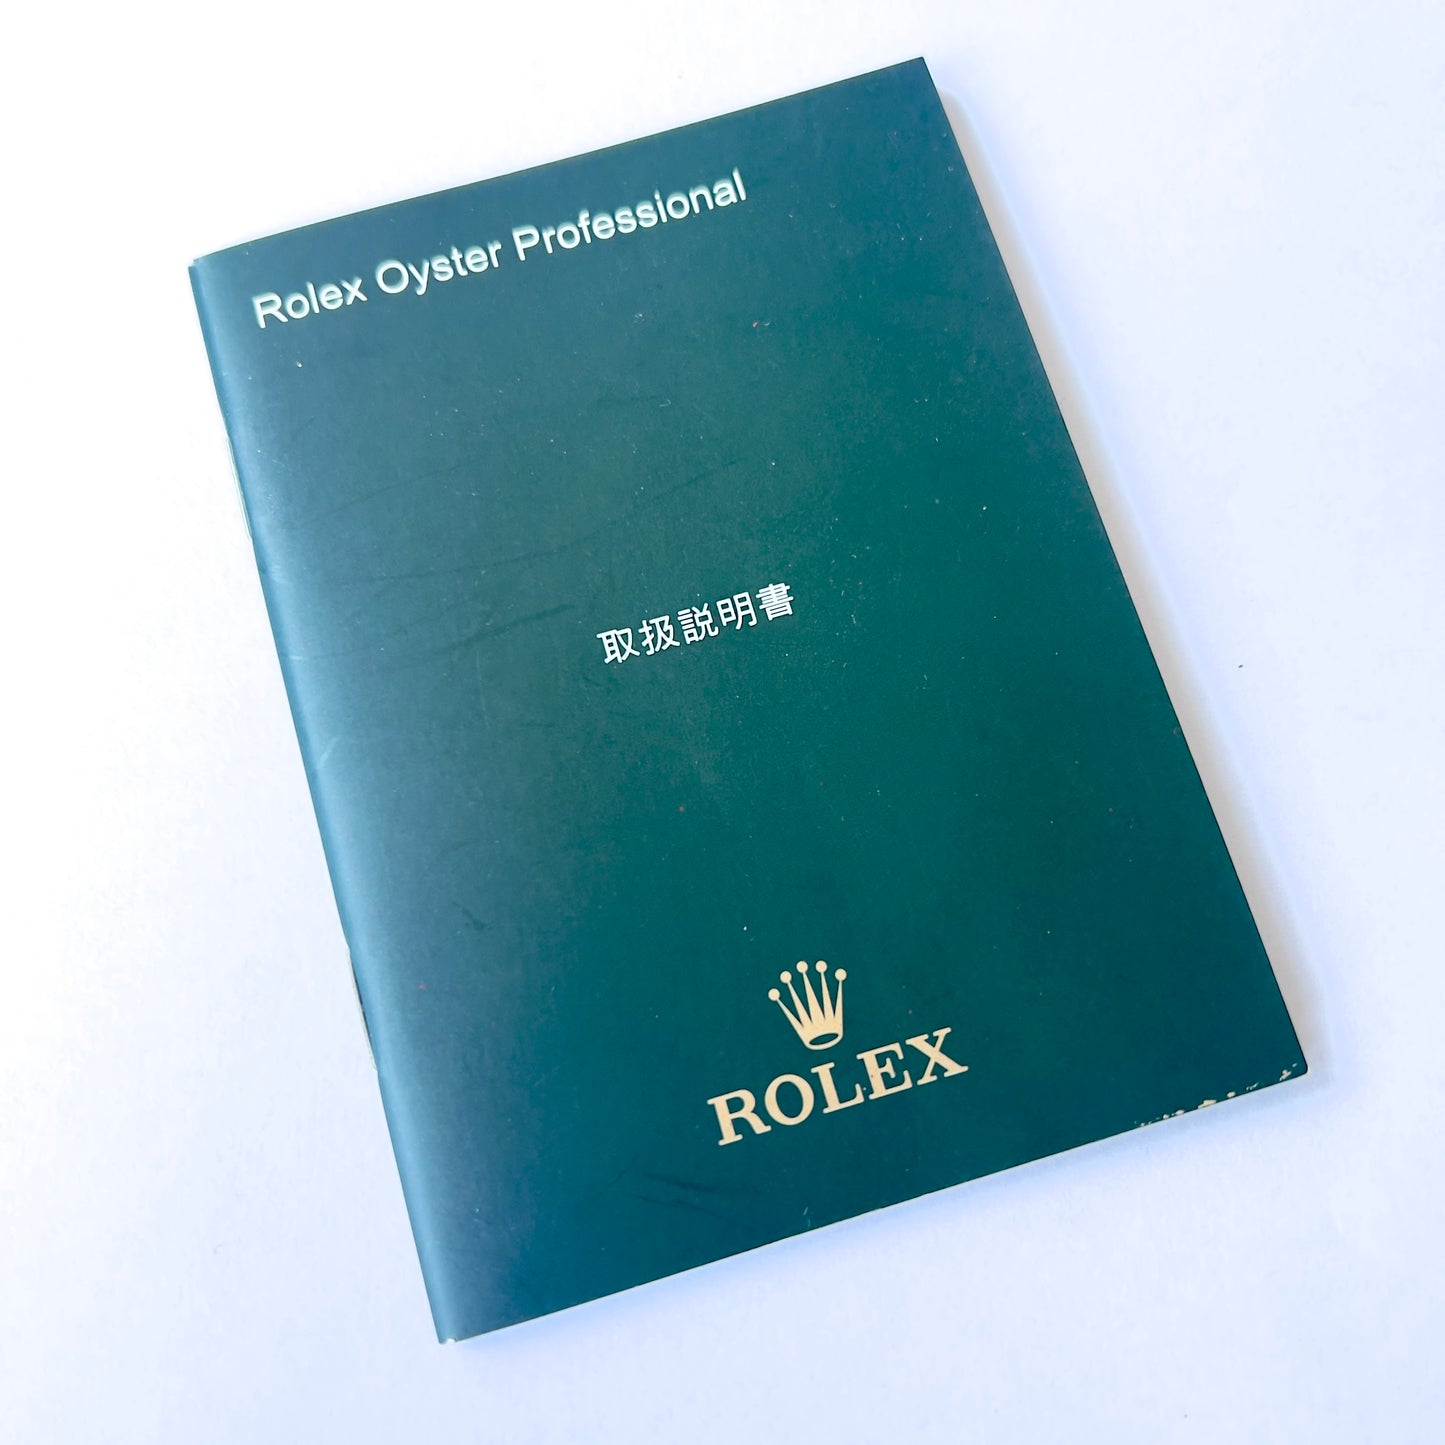 Rolex Oyster Professional
取扱説明書
ROLEX